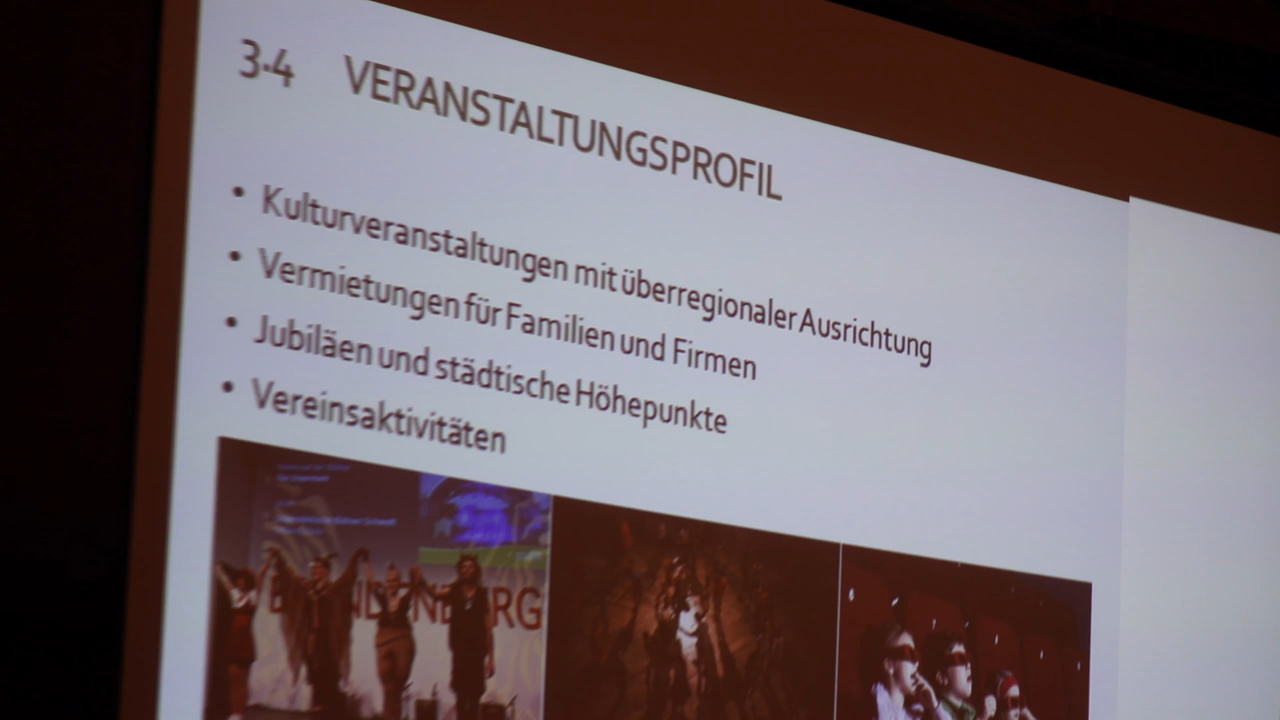 3.4 VERANSTALTUNGSPROFIL
• Kulturveranstaltungen mit überregionaler Ausrichtung
• Vermietungen für Familien und Firmen
• Jubiläen und städtische Höhepunkte
• Vereinsaktivitäten